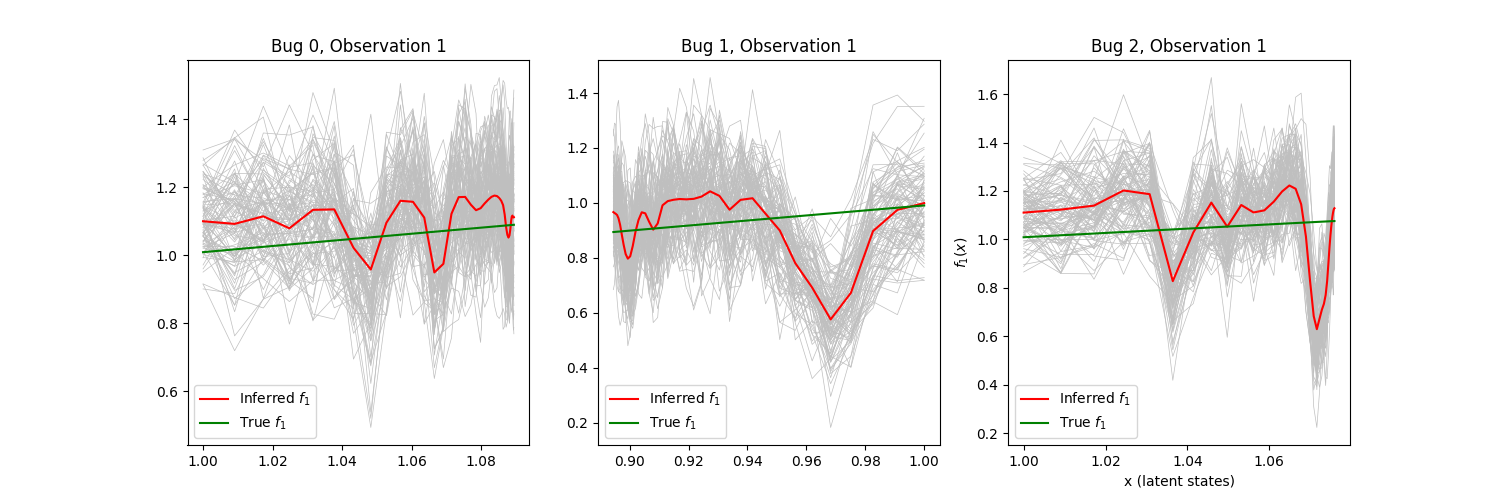 Bug 0, Observation 1
1.4
1.2
1.0
0.8
0.6
Inferred f₁
True f₁
1.00 1.02 1.04 1.06 1.08
Bug 1, Observation 1
1.4
1.2
1.0
0.8
0.6
0.4
0.2
Inferred f₁
True f₁
0.90 0.92 0.94 0.96 0.98 1.00
Bug 2, Observation 1
f₁(x)
1.6
1.4
1.2
1.0
0.8
0.6
0.4
0.2
Inferred f₁
True f₁
1.00 1.02 1.04 1.06
x (latent states)